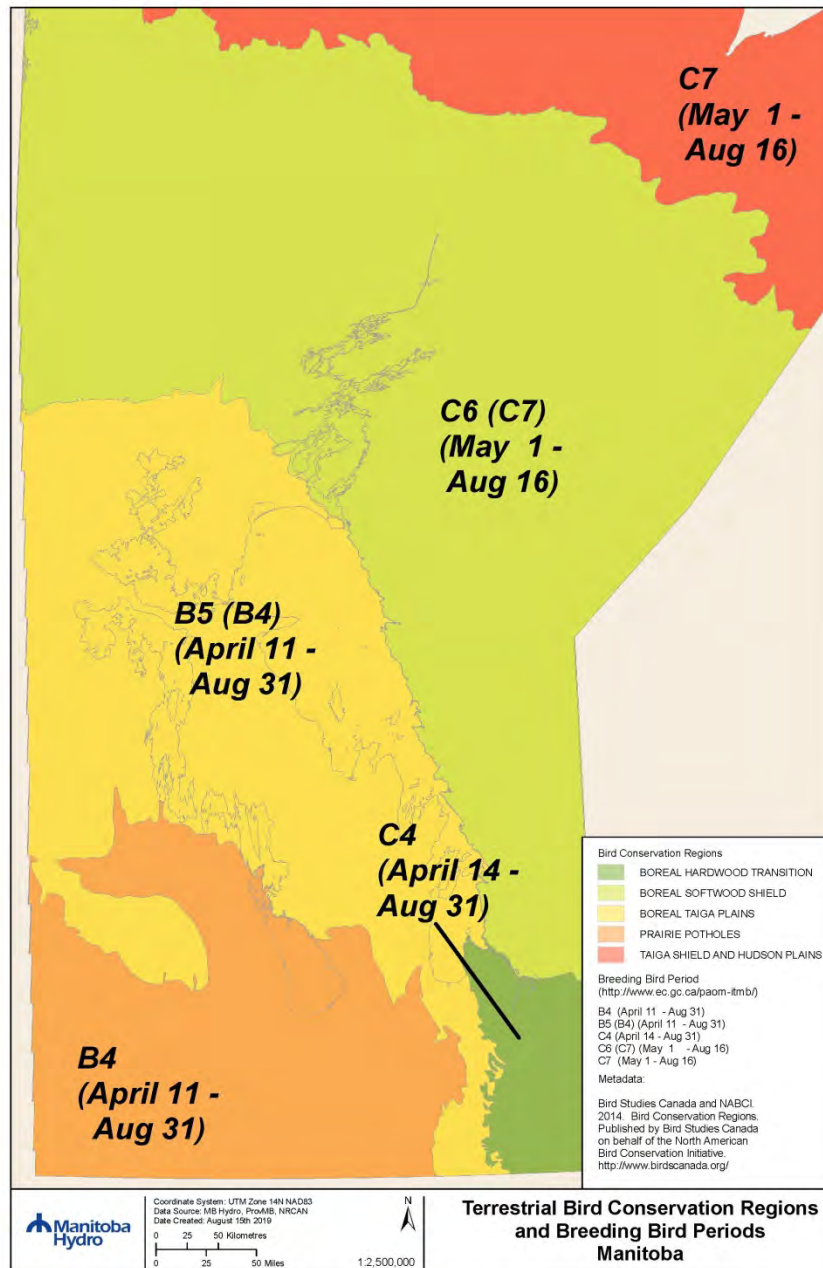 C7
(May 1 -
Aug 16)
C6 (C7)
(May 1 -
Aug 16)
B5 (B4)
(April 11 -
Aug 31)
C4
(April 14 -
Aug 31)
B4
(April 11 -
Aug 31)
Bird Conservation Regions
BOREAL HARDWOOD TRANSITION
BOREAL SOFTWOOD SHIELD
BOREAL TAIGA PLAINS
PRAIRIE POTHOLES
TAIGA SHIELD AND HUDSON PLAINS
Breeding Bird Period
(http://www.ec.gc.ca/paom-itmb/)
B4 (April 11 - Aug 31)
B5 (B4) (April 11 - Aug 31)
C4 (April 14 - Aug 31)
C6 (C7) (May 1 - Aug 16)
C7 (May 1 - Aug 16)
Metadata:
Bird Studies Canada and NABCI.
2014. Bird Conservation Regions.
Published by Bird Studies Canada
on behalf of the North American
Bird Conservation Initiative.
http://www.birdscanada.org/
Manitoba
Hydro
Coordinate System: UTM Zone 14N NAD83
Data Source: MB Hydro, ProvMB, NRCAN
Date Created: August 15th 2019
0 25 50 Kilometres
0 25 50 Miles
N
1:2,500,000
Terrestrial Bird Conservation Regions
and Breeding Bird Periods
Manitoba